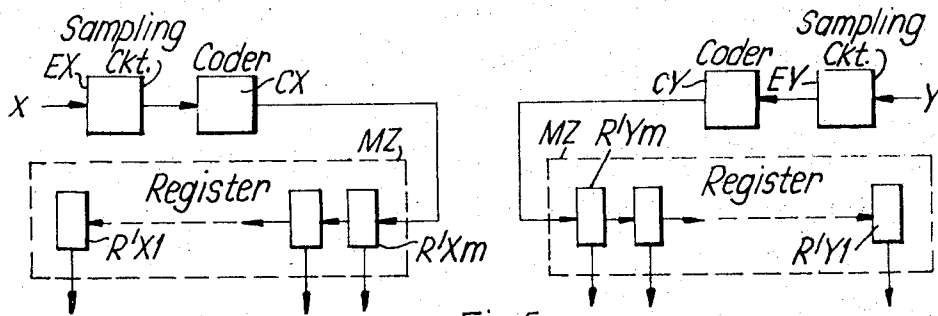 Sampling
Ckt.
EX
Coder
X
CX
MZ
Register
R'X1
R'Xm
Sampling
Ckt.
Coder
CY
EY
Y
MZ
R'Ym
Register
R'Y1